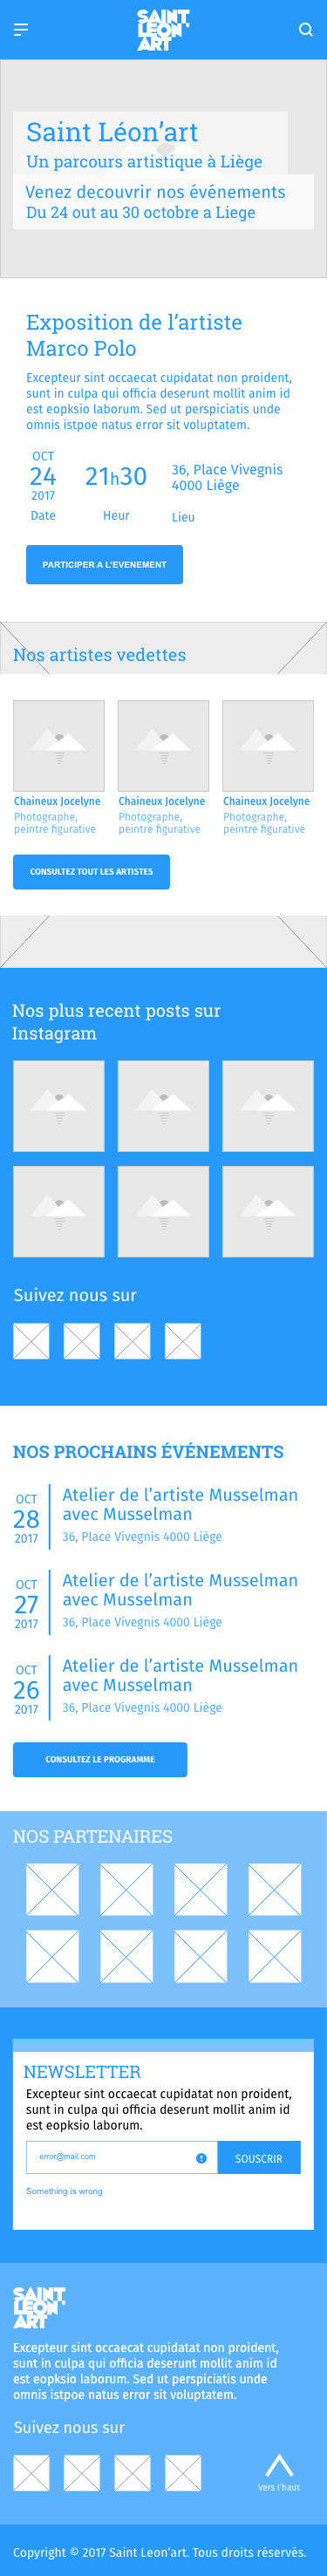 SAINT
LÉON'
ART
Saint Léon’art
Un parcours artistique à Liège
Venez decouvrir nos événements
Du 24 out au 30 octobre a Liege
Exposition de l’artiste
Marco Polo
Excepteur sint occaecat cupidatat non proident,
sunt in culpa qui officia deserunt mollit anim id
est eopksio laborum. Sed ut perspiciatis unde
omnis istpoe natus error sit voluptatem.
OCT
24
2017
Date
21h30
Heur
36, Place Vivegnis
4000 Liège
Lieu
PARTICIPER A L'EVENEMENT
Nos artistes vedettes
Chaineux Jocelyne
Photographe,
peintre figurative
Chaineux Jocelyne
Photographe,
peintre figurative
Chaineux Jocelyne
Photographe,
peintre figurative
CONSULTEZ TOUT LES ARTISTES
Nos plus recent posts sur
Instagram
Suivez nous sur
NOS PROCHAINS ÉVÉNEMENTS
OCT
28
2017
Atelier de l’artiste Musselman
avec Musselman
36, Place Vivegnis 4000 Liège
OCT
27
2017
Atelier de l’artiste Musselman
avec Musselman
36, Place Vivegnis 4000 Liège
OCT
26
2017
Atelier de l’artiste Musselman
avec Musselman
36, Place Vivegnis 4000 Liège
CONSULTEZ LE PROGRAMME
NOS PARTENAIRES
NEWSLETTER
Excepteur sint occaecat cupidatat non proident,
sunt in culpa qui officia deserunt mollit anim id
est eopksio laborum.
error@mail.com
SOUSCRIR
Something is wrong
SAINT
LÉON'
ART
Excepteur sint occaecat cupidatat non proident,
sunt in culpa qui officia deserunt mollit anim id
est eopksio laborum. Sed ut perspiciatis unde
omnis istpoe natus error sit voluptatem.
Suivez nous sur
Vers l’haut
Copyright © 2017 Saint Leon’art. Tous droits réservés.